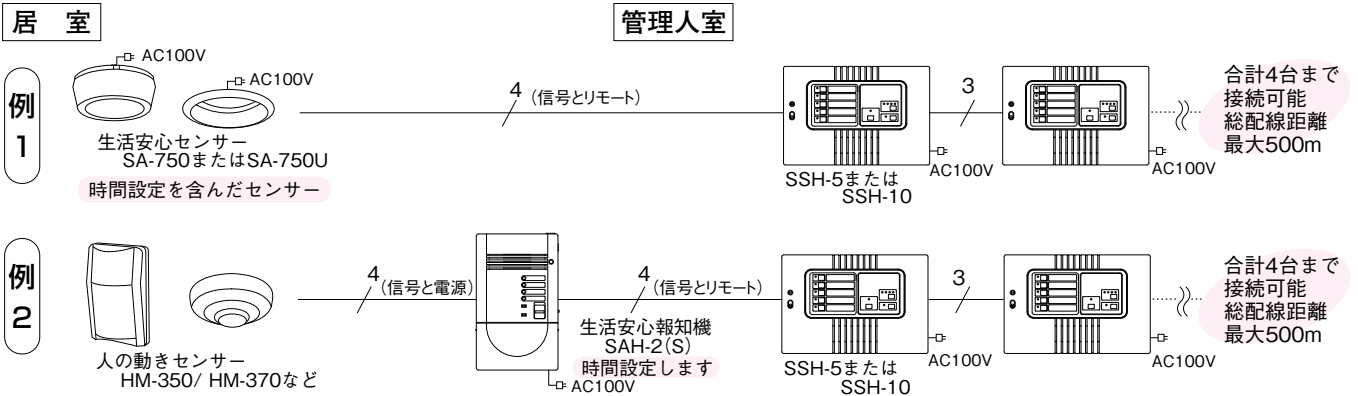 居 室
管理人室
例1
AC100V
AC100V
生活安心センサー
SA-750またはSA-750U
時間設定を含んだセンサー
4
(信号とリモート)
SSH-5または
SSH-10
AC100V
3
AC100V
合計4台まで
接続可能
総配線距離
最大500m
例2
人の動きセンサー
HM-350/ HM-370など
4
(信号と電源)
AC100V
4
(信号とリモート)
生活安心報知機
SAH-2(S)
時間設定します
SSH-5または
SSH-10
AC100V
3
AC100V
合計4台まで
接続可能
総配線距離
最大500m